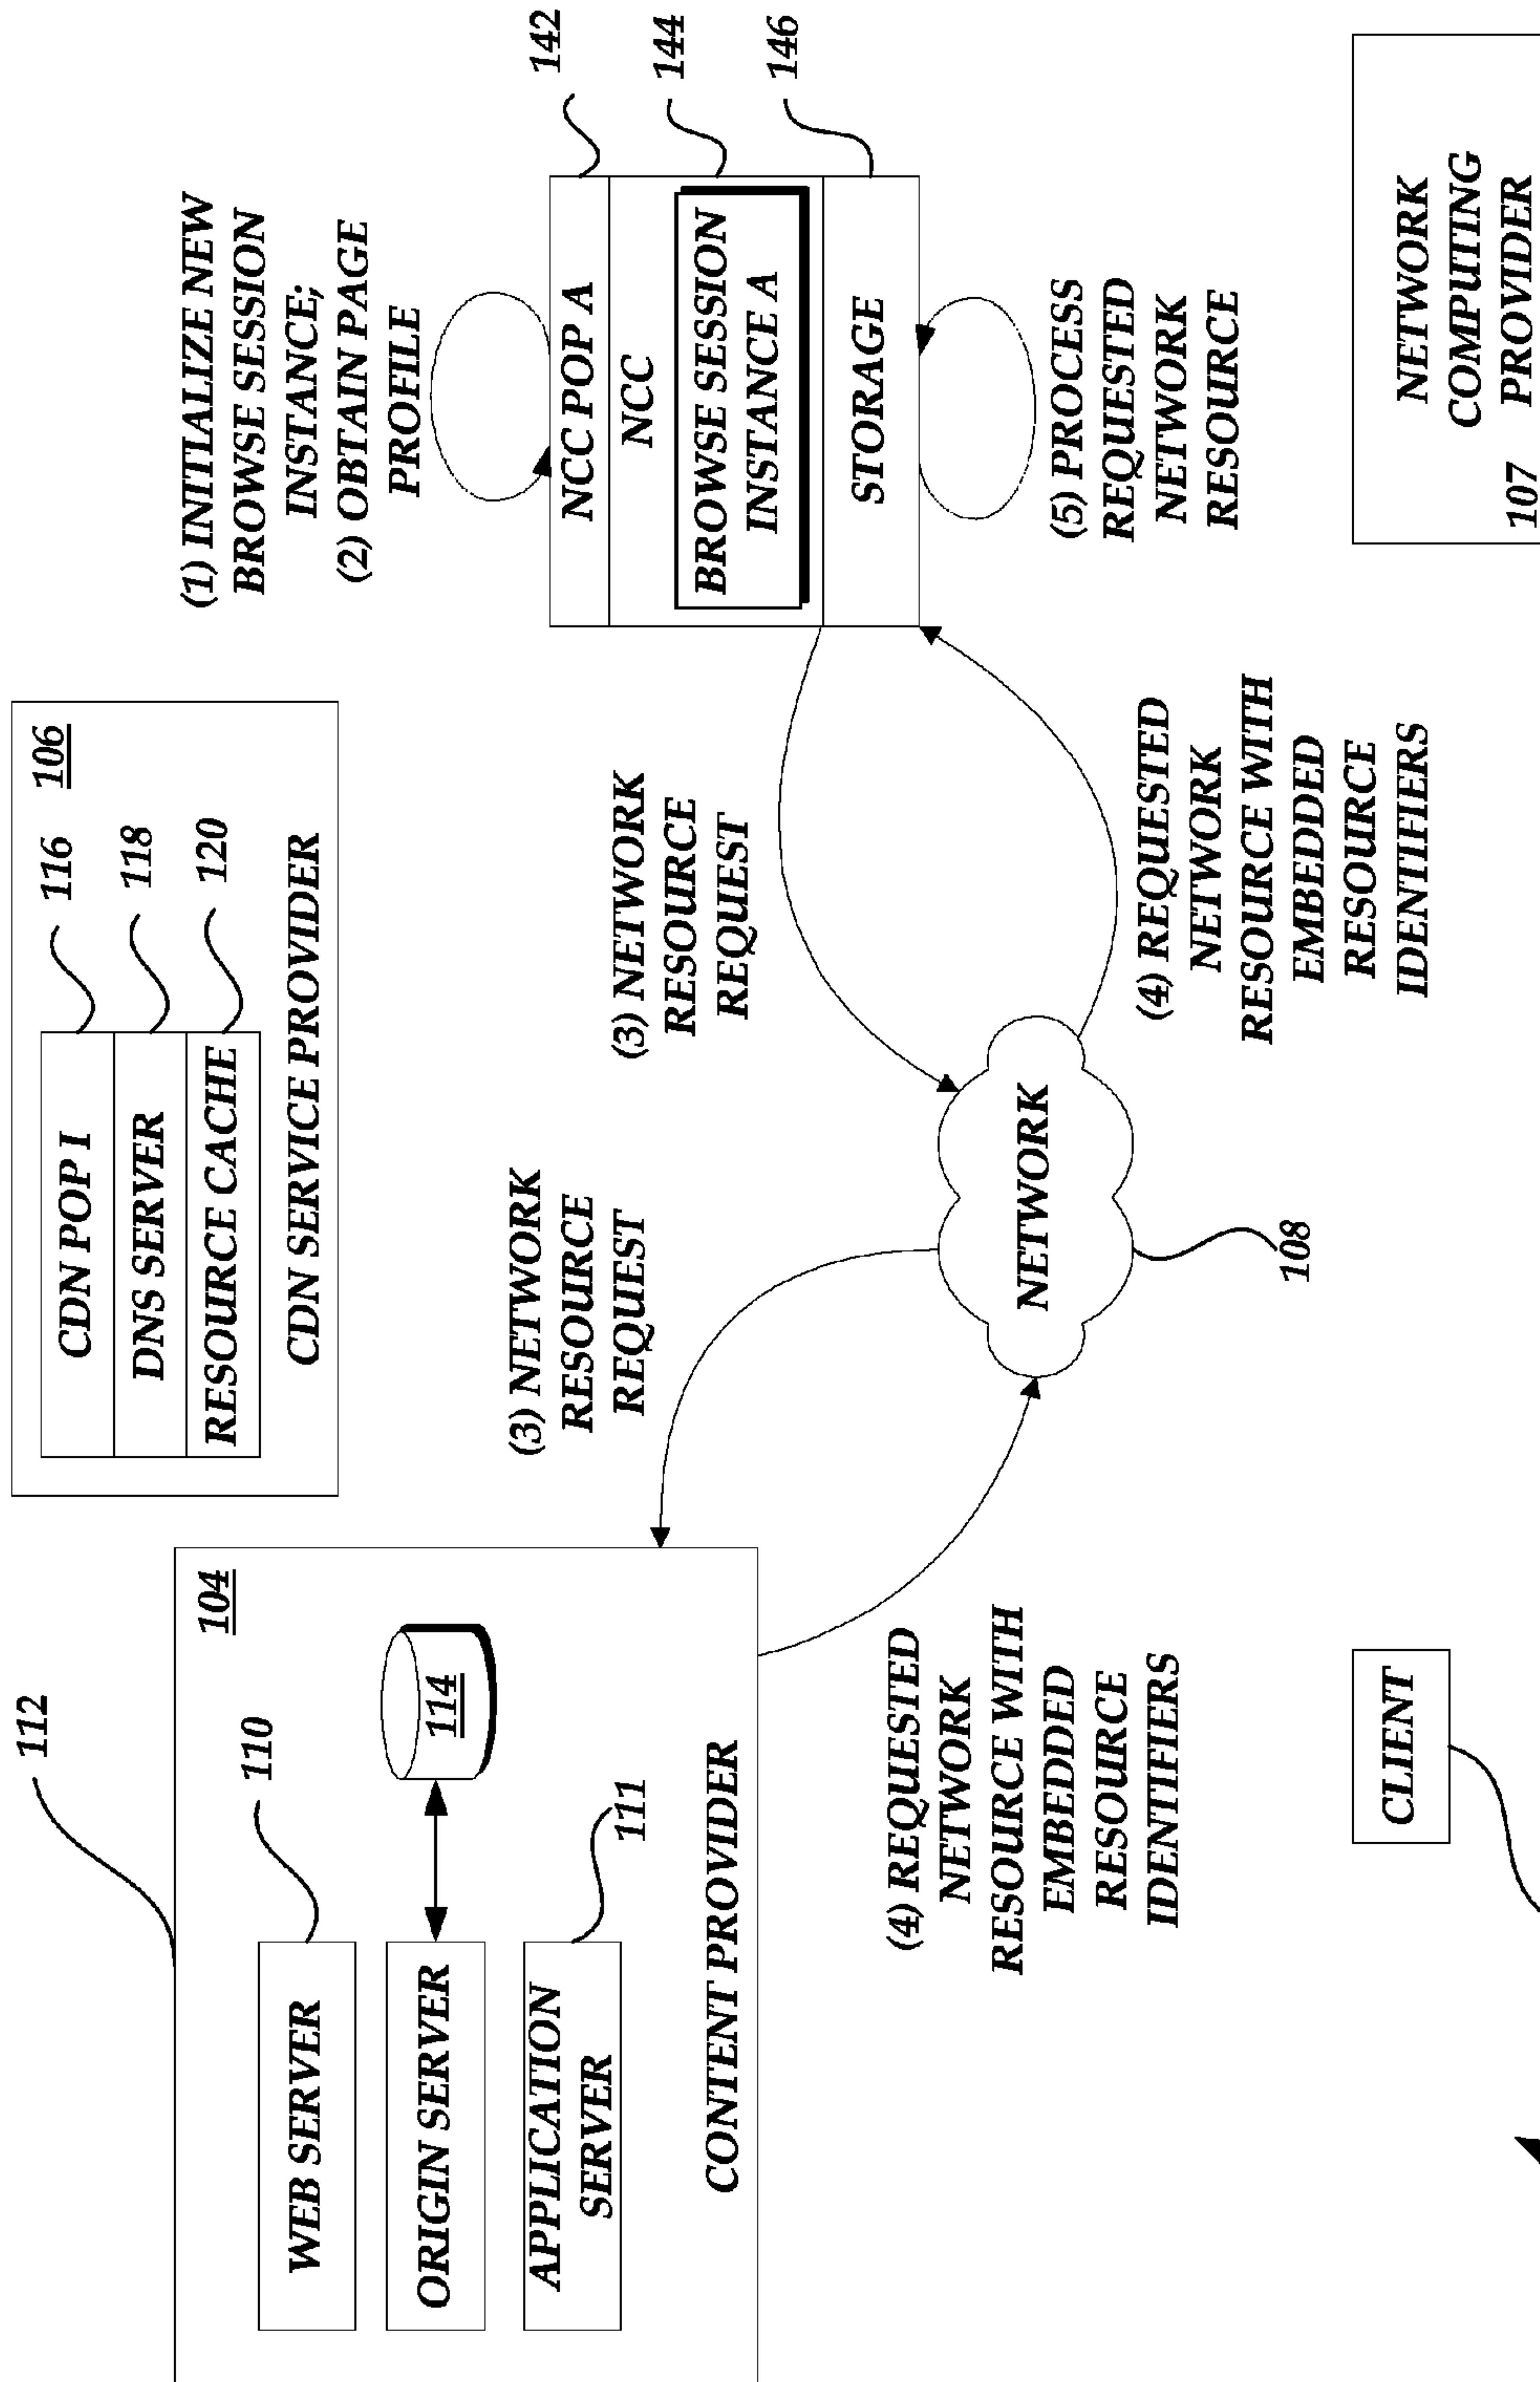 112
104
110
WEB SERVER
ORIGIN SERVER
114
APPLICATION
SERVER
111
CONTENT PROVIDER
106
CDN POP I
116
DNS SERVER
118
RESOURCE CACHE
120
CDN SERVICE PROVIDER
(1) INITIALIZE NEW
BROWSE SESSION
INSTANCE;
(2) OBTAIN PAGE
PROFILE
NCC POP A
142
NCC
BROWSE SESSION
INSTANCE A
144
STORAGE
146
(5) PROCESS
REQUESTED
NETWORK
RESOURCE
(3) NETWORK
RESOURCE
REQUEST
(3) NETWORK
RESOURCE
REQUEST
NETWORK
108
(4) REQUESTED
NETWORK
RESOURCE WITH
EMBEDDED
RESOURCE
IDENTIFIERS
(4) REQUESTED
NETWORK
RESOURCE WITH
EMBEDDED
RESOURCE
IDENTIFIERS
CLIENT
NETWORK
COMPUTING
PROVIDER
107